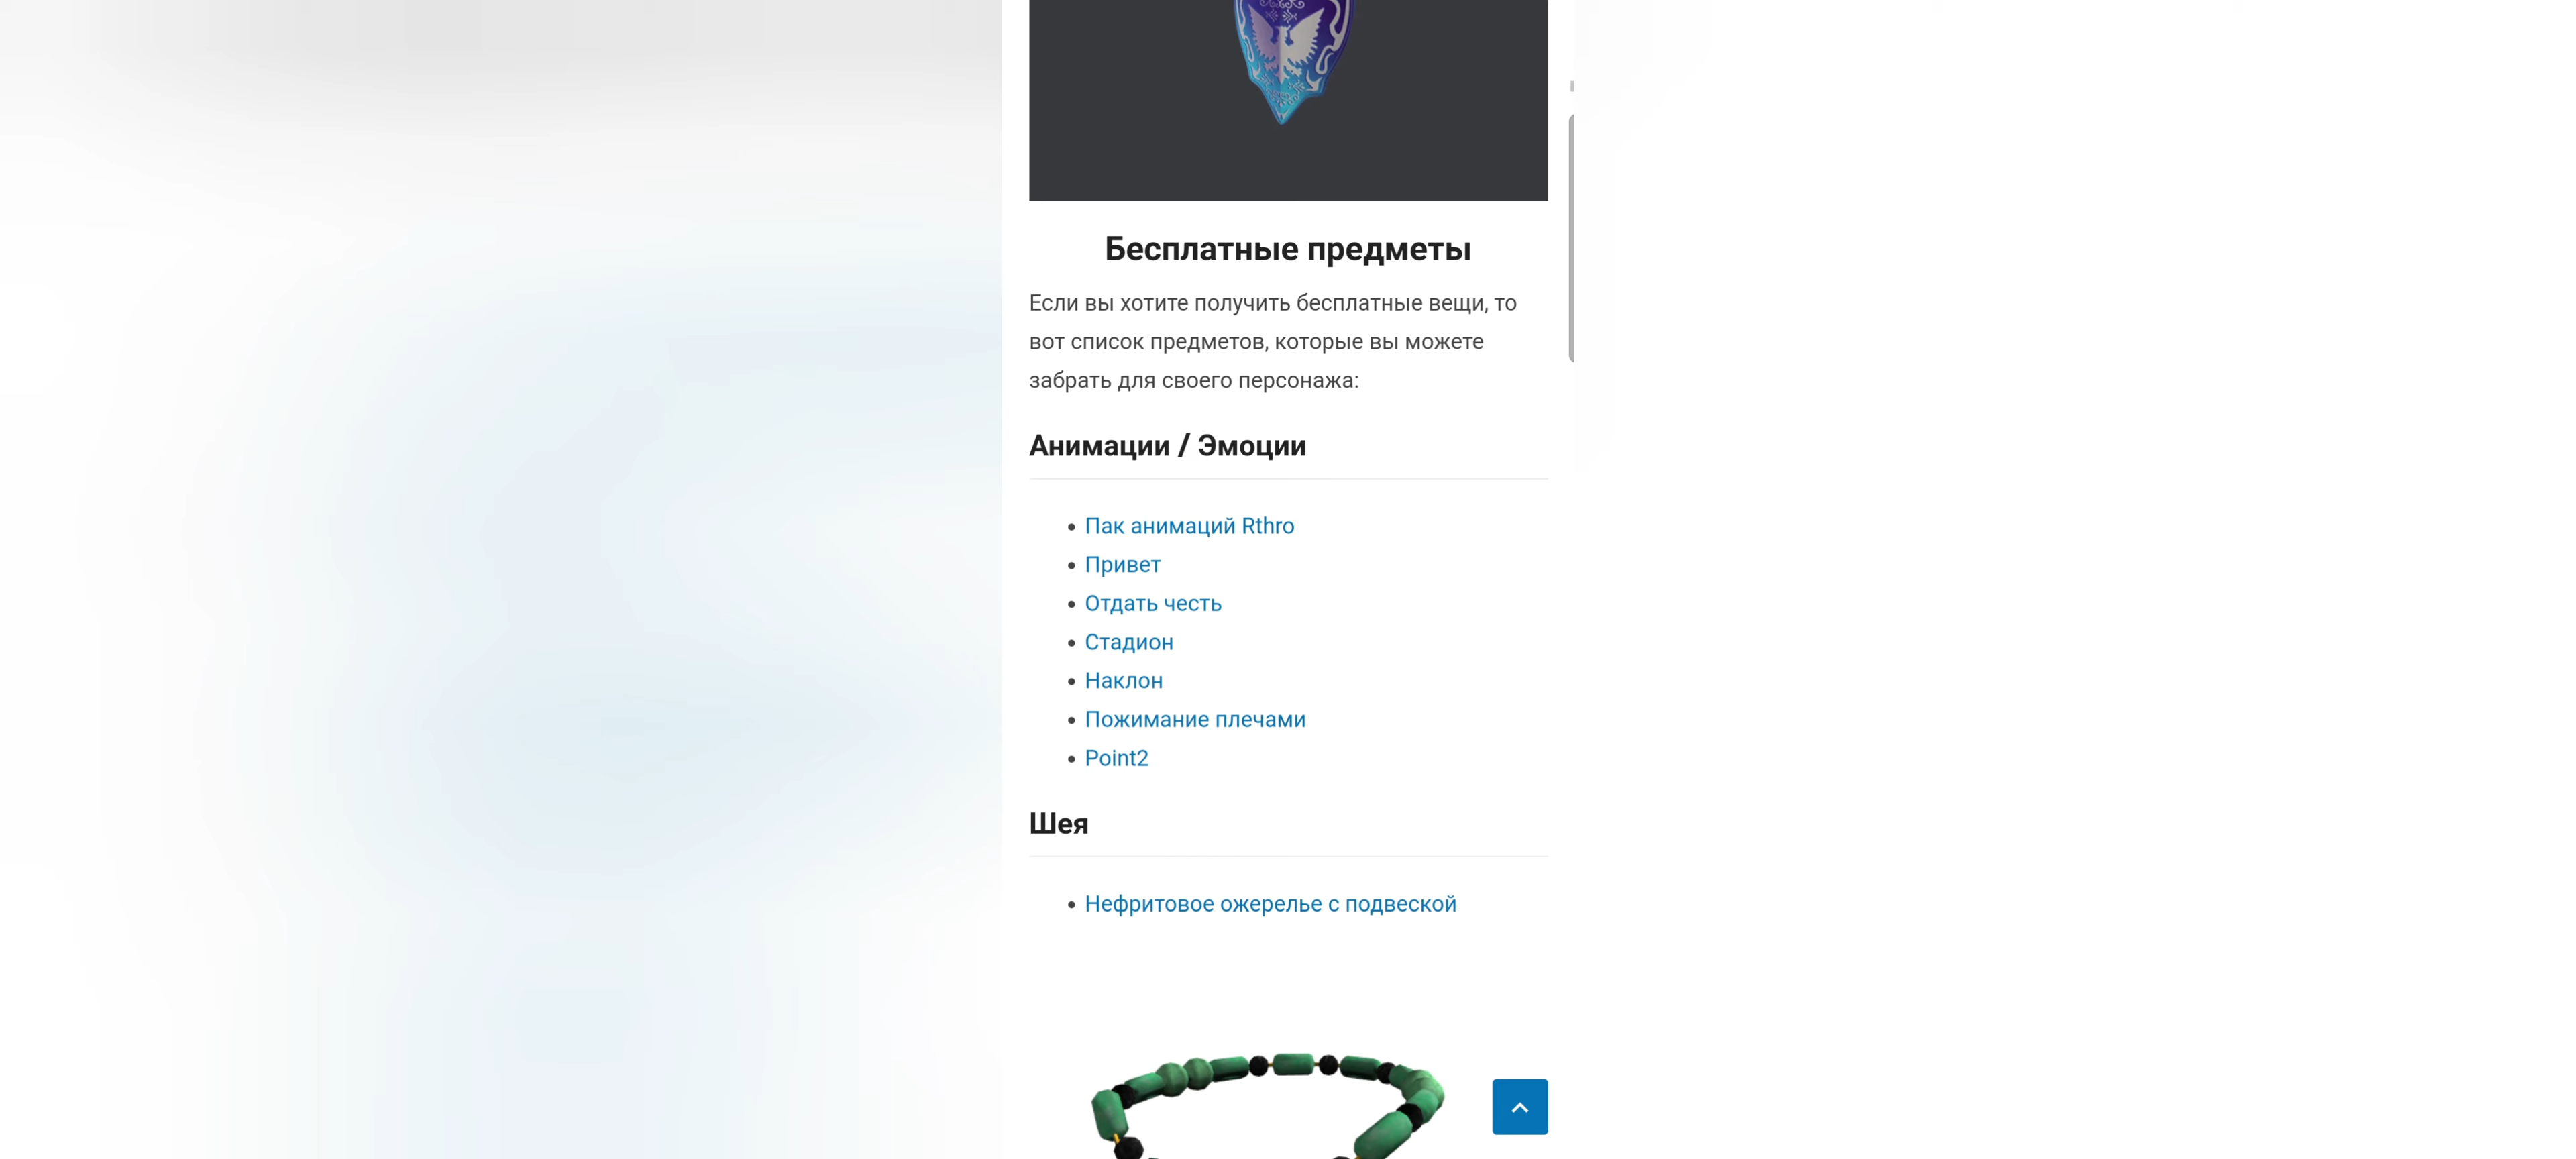 Бесплатные предметы
Если вы хотите получить бесплатные вещи, то
вот список предметов, которые вы можете
забрать для своего персонажа:
Анимации / Эмоции
Пак анимаций Rthro
Привет
Отдать честь
Стадион
Наклон
Пожимание плечами
Point2
Шея
Нефритовое ожерелье с подвеской